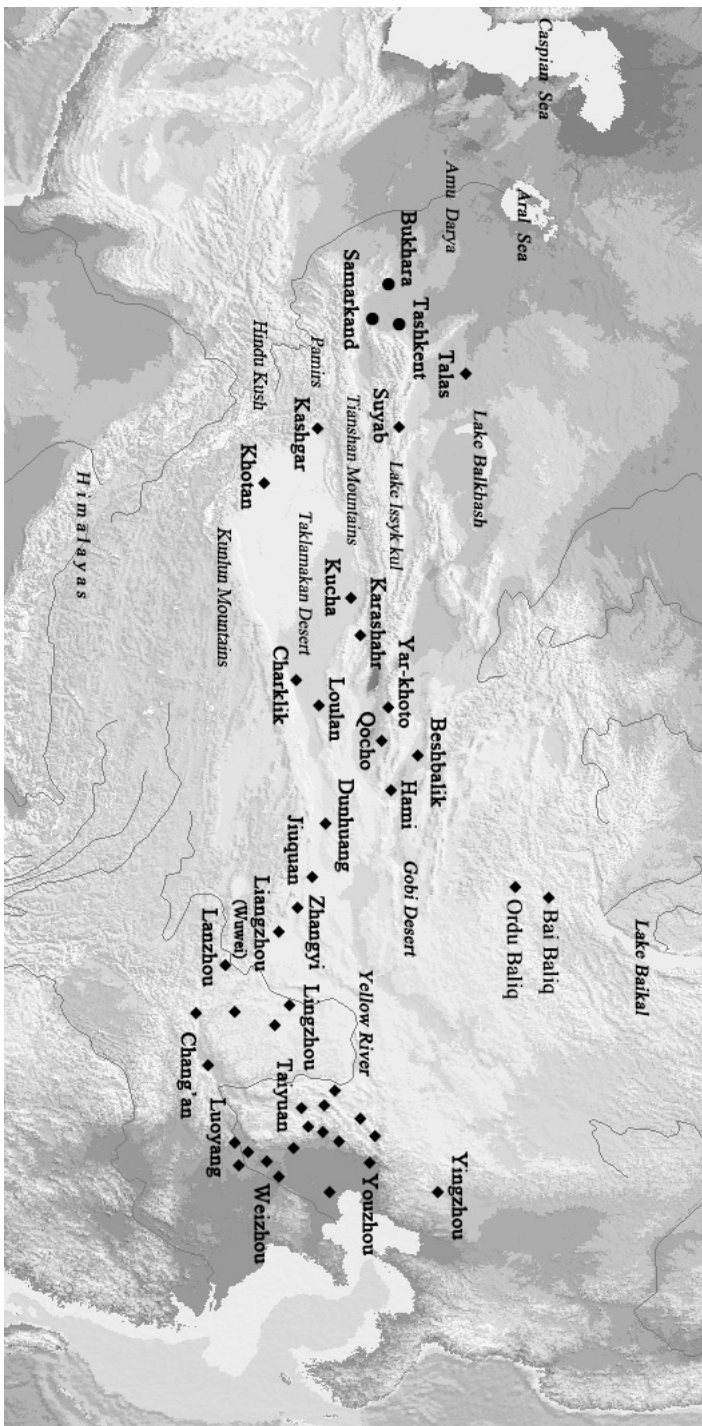 Caspian Sea
Aral Sea
Amu Darya
Bukhara
Samarkand
Tashkent
Talas
Lake Balkhash
Suyab
Lake Issyk kul
Pamirs
Hindu Kush
Kashgar
Tianshan Mountains
Khotan
Himalayas
Taklamakan Desert
Kunlun Mountains
Kucha
Karashahr
Yar-khoto
Beshbalik
Charklik
Loulan
Qocho
Hami
Dunhuang
Gobi Desert
Bai Baliq
Ordu Baliq
Lake Baikal
Jiuquan
Zhangyi
Liangzhou
(Wuwei)
Lanzhou
Lingzhou
Yellow River
Chang'an
Taiyuan
Luoyang
Weizhou
Youzhou
Yingzhou